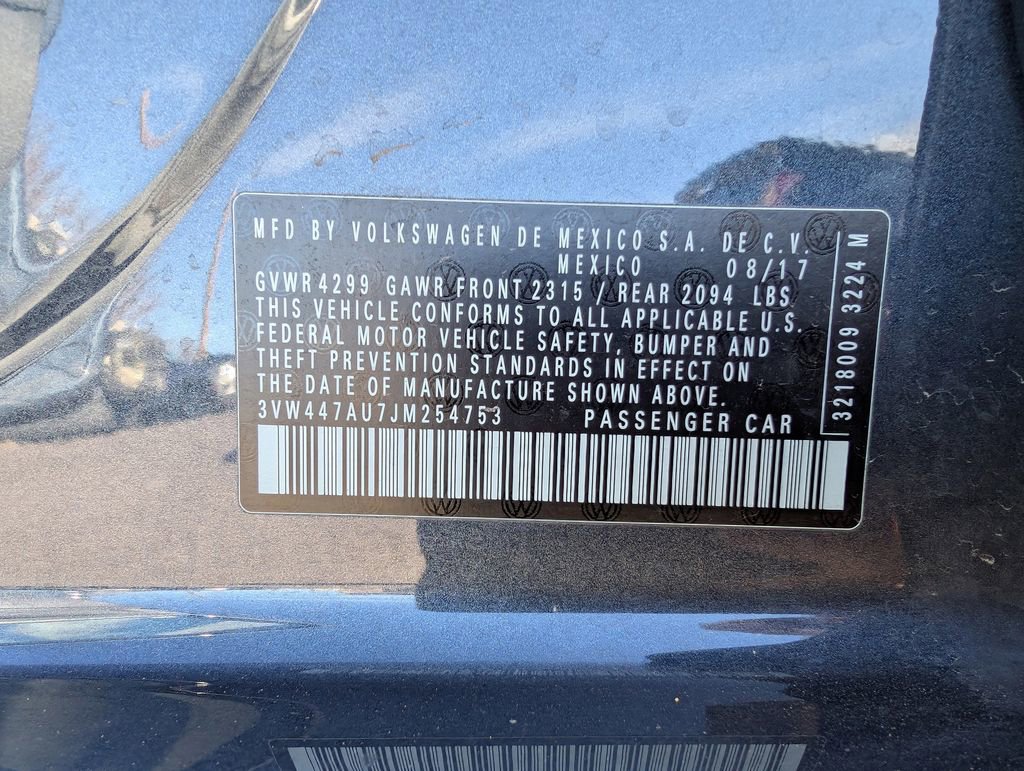 MFD BY VOLKSWAGEN DE MEXICO S.A. DE C.V.
MEXICO 08/17
GVWR 4299 GAWR FRONT 2315 / REAR 2094 LBS
THIS VEHICLE CONFORMS TO ALL APPLICABLE U.S.
FEDERAL MOTOR VEHICLE SAFETY, BUMPER AND
THEFT PREVENTION STANDARDS IN EFFECT ON
THE DATE OF MANUFACTURE SHOWN ABOVE.
3VW447AU7JM254753 PASSENGER CAR
3218009 3224 M